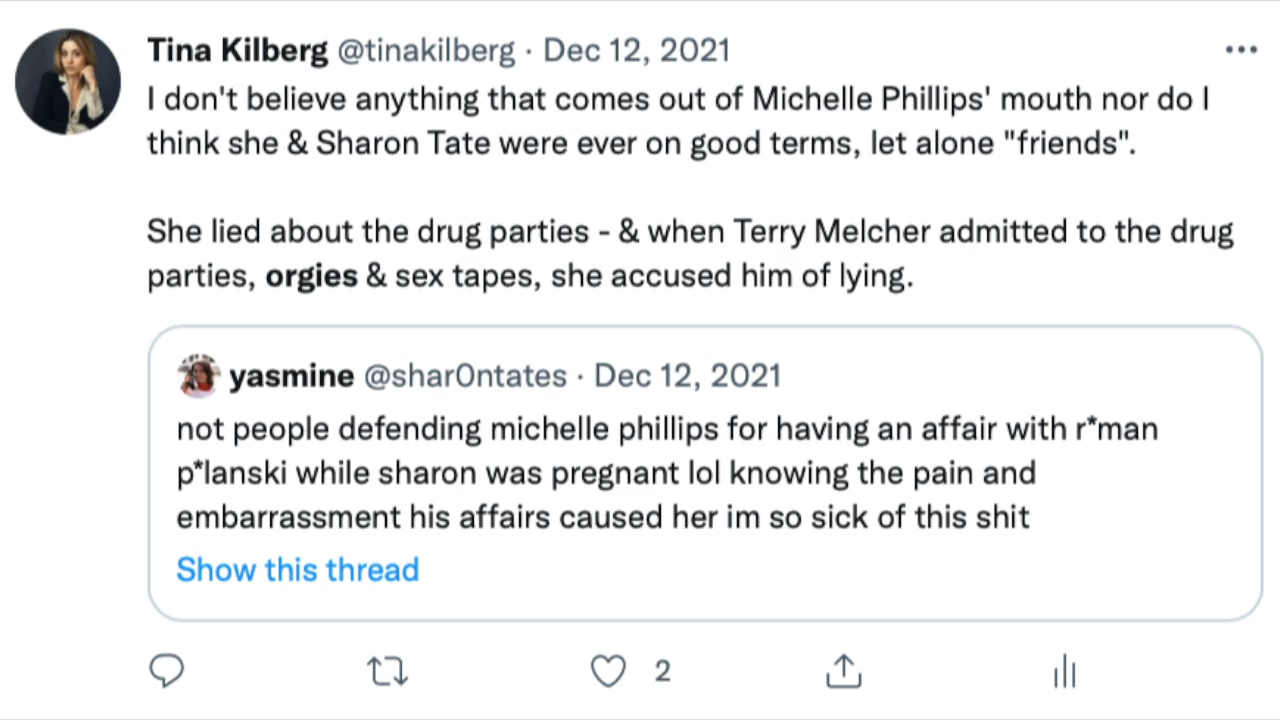 Tina Kilberg @tinakilberg · Dec 12, 2021
I don't believe anything that comes out of Michelle Phillips' mouth nor do I
think she & Sharon Tate were ever on good terms, let alone "friends".
She lied about the drug parties - & when Terry Melcher admitted to the drug
parties, orgies & sex tapes, she accused him of lying.
yasmine @shar0ntates · Dec 12, 2021
not people defending michelle phillips for having an affair with r*man
p*lanski while sharon was pregnant lol knowing the pain and
embarrassment his affairs caused her im so sick of this shit
Show this thread
2